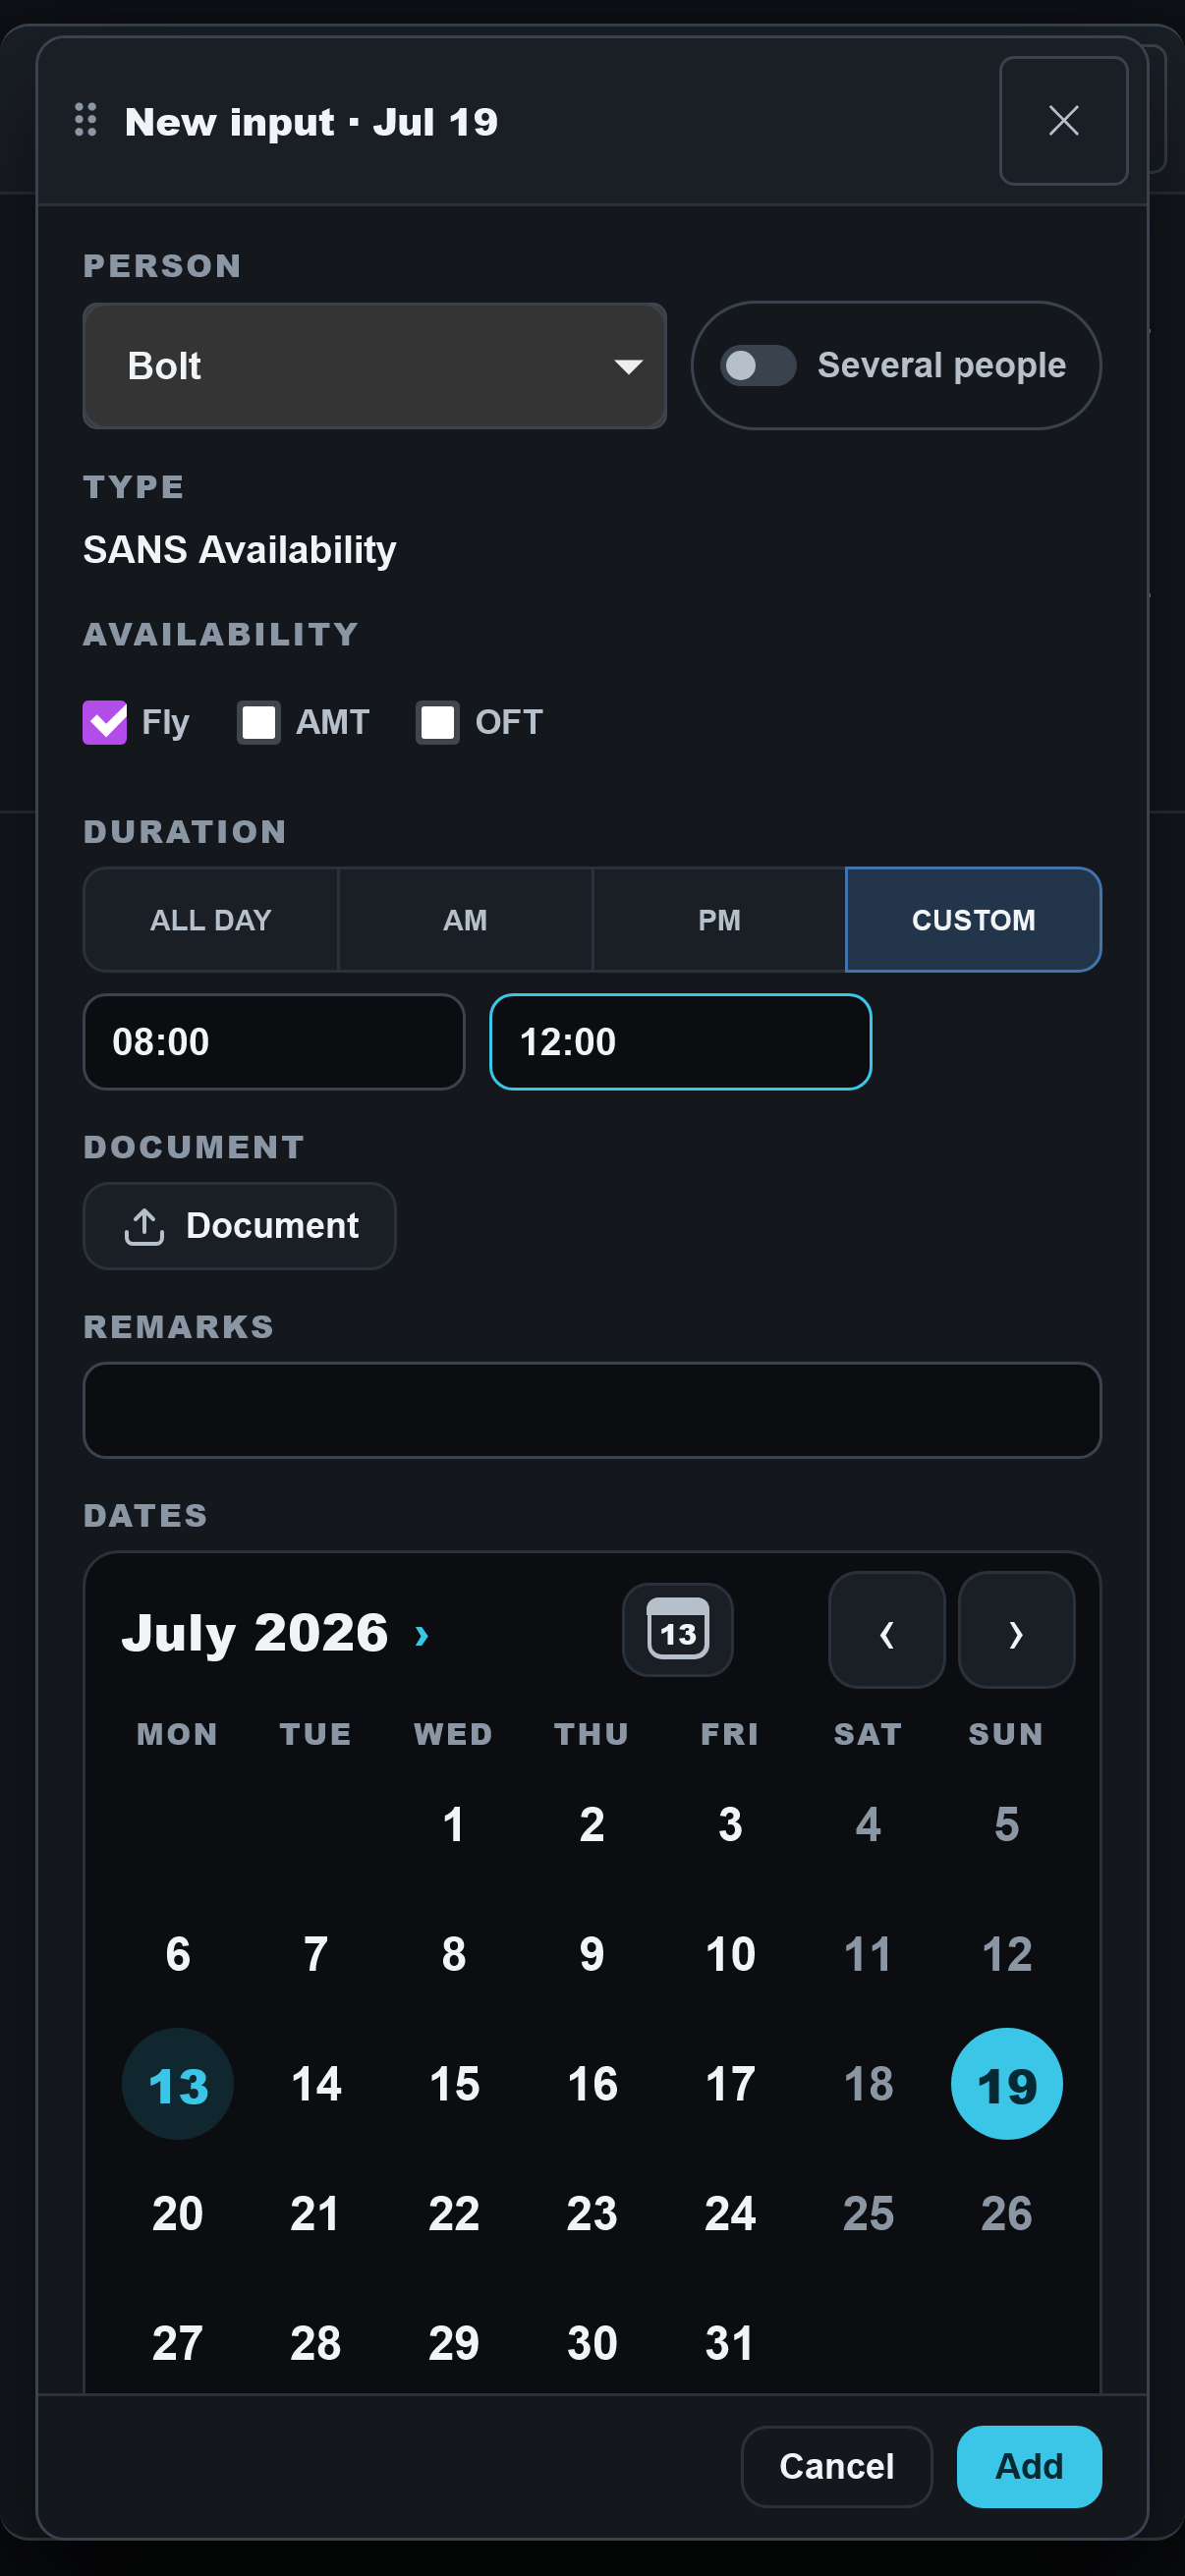 New input · Jul 19
PERSON
Bolt
Several people
TYPE
SANS Availability
AVAILABILITY
Fly AMT OFT
DURATION
ALL DAY AM PM CUSTOM
08:00 12:00
DOCUMENT
Document
REMARKS
DATES
July 2026 › 13 ‹ ›
MON TUE WED THU FRI SAT SUN
1 2 3 4 5
6 7 8 9 10 11 12
13 14 15 16 17 18 19
20 21 22 23 24 25 26
27 28 29 30 31
Cancel Add